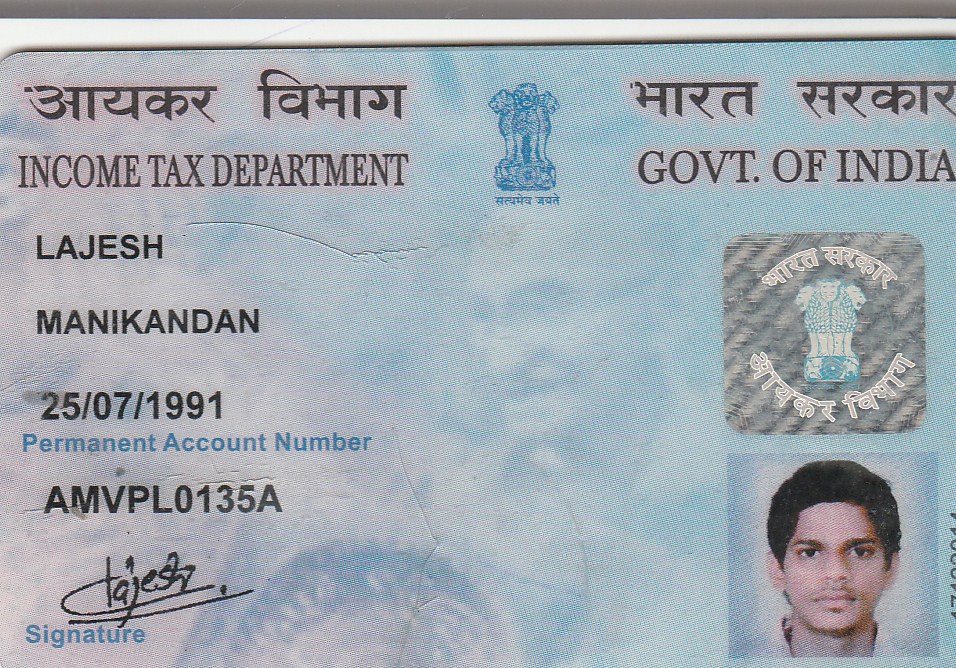 आयकर विभाग
INCOME TAX DEPARTMENT
सत्यमेव जयते
भारत सरकार
GOVT. OF INDIA
LAJESH
MANIKANDAN
25/07/1991
Permanent Account Number
AMVPL0135A
Lajesh
Signature
भारत सरकार
आयकर विभाग